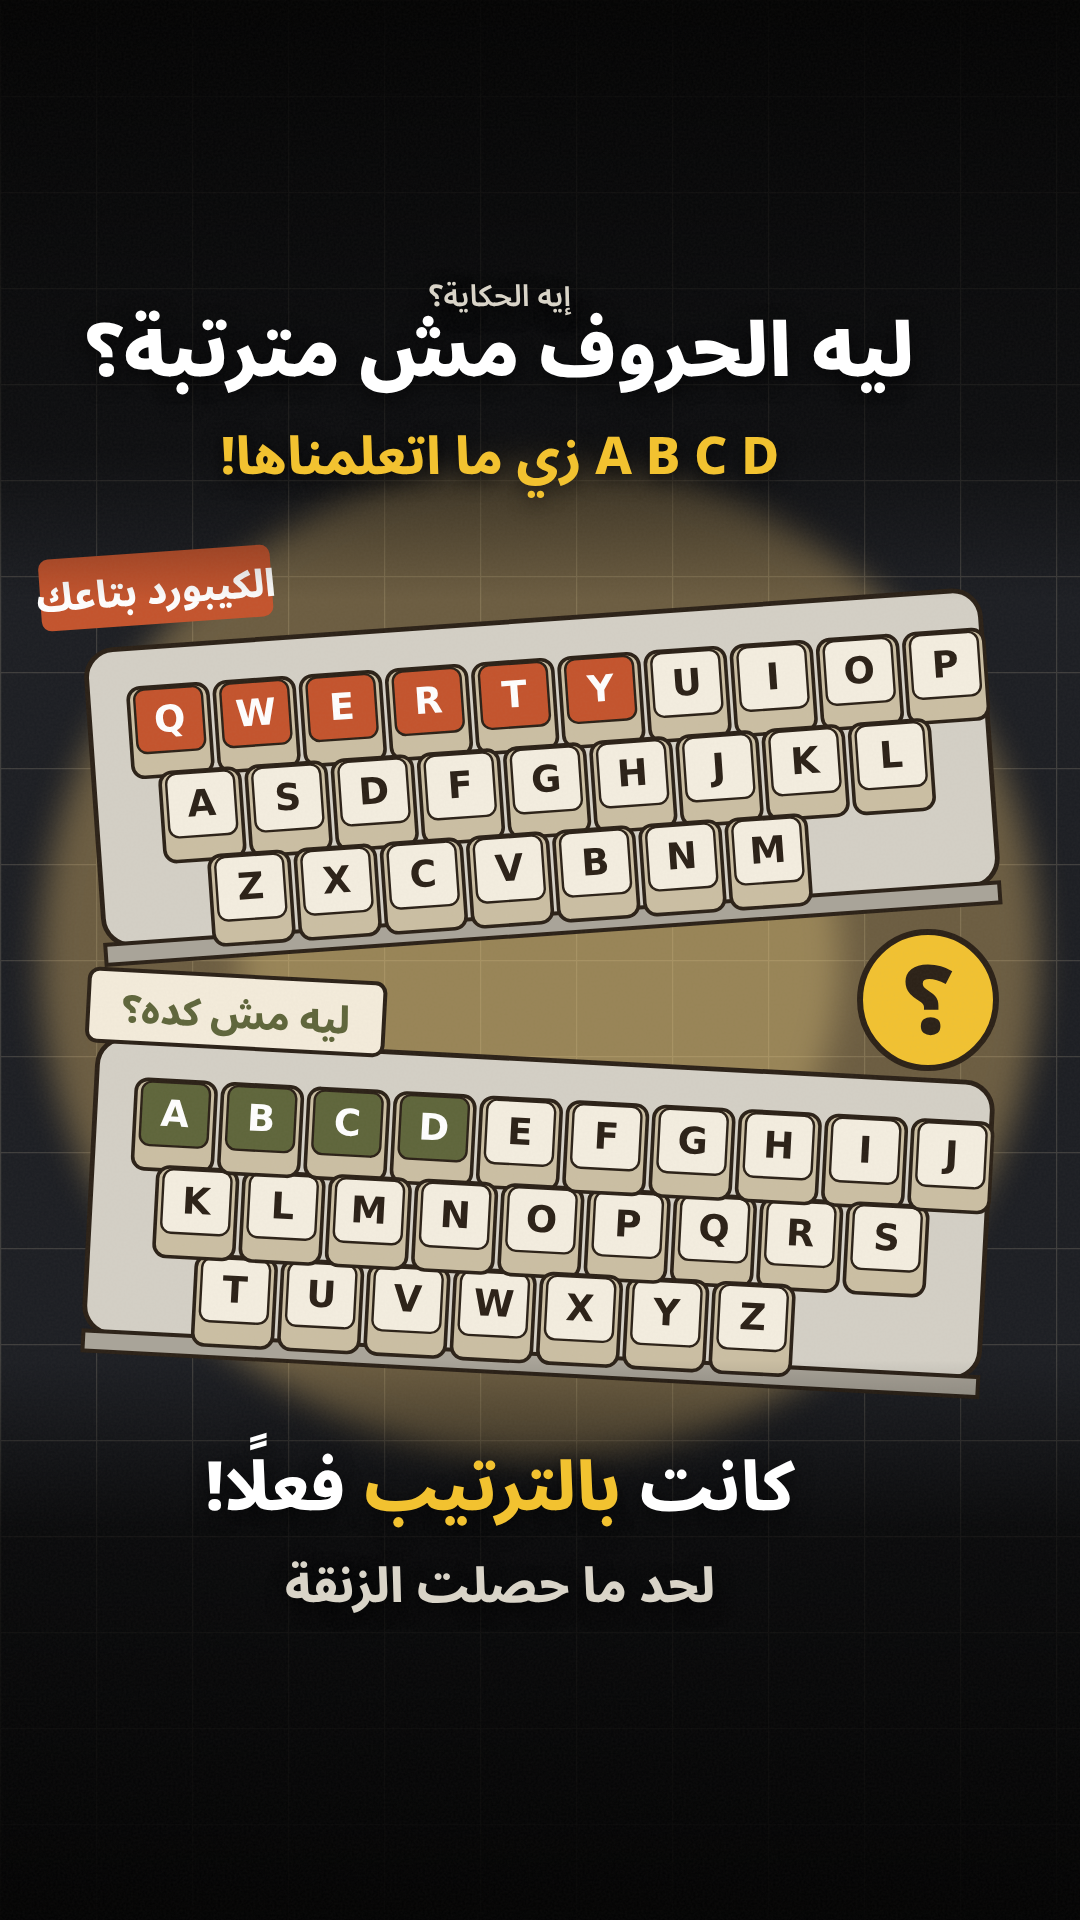 إيه الحكاية؟
ليه الحروف مش مترتبة؟
A B C D زي ما اتعلمناها!
الكيبورد بتاعك
Q W E R T Y U I O P
A S D F G H J K L
Z X C V B N M
؟
ليه مش كده؟
A B C D E F G H I J
K L M N O P Q R S
T U V W X Y Z
كانت بالترتيب فعلًا!
لحد ما حصلت الزنقة